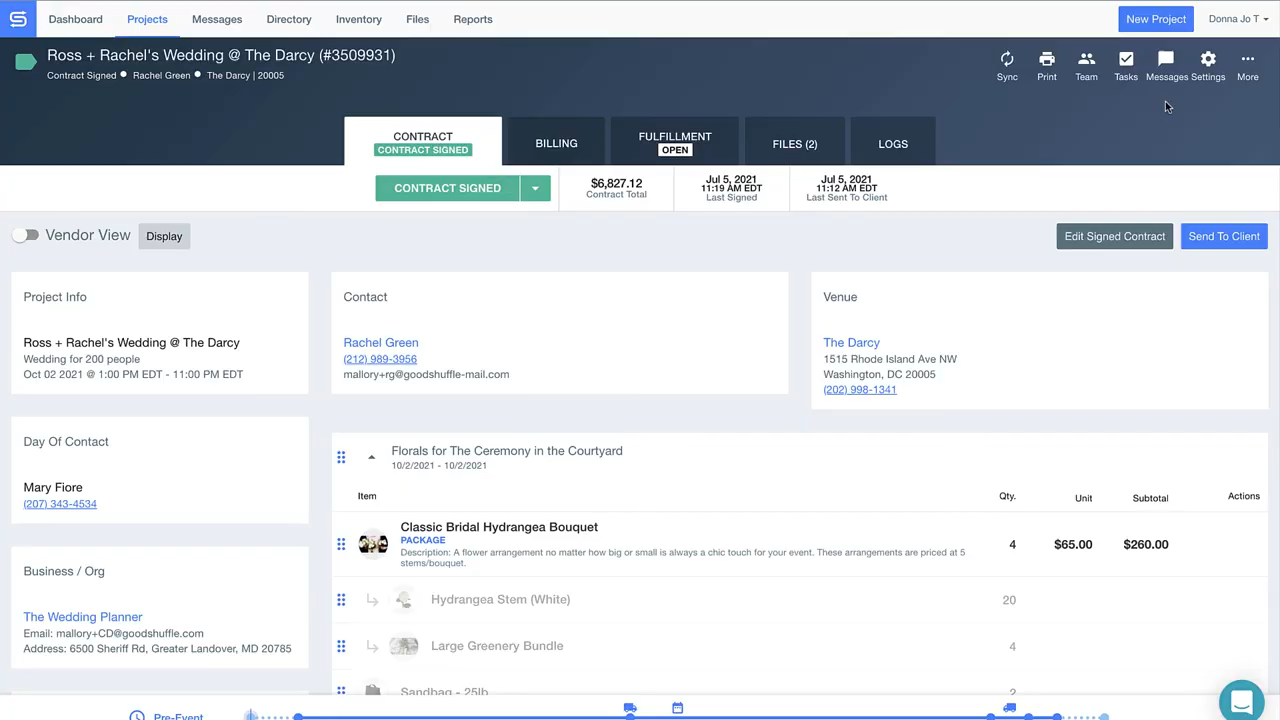 Dashboard Projects Messages Directory Inventory Files Reports New Project Donna Jo T
Ross + Rachel's Wedding @ The Darcy (#3509931)
Contract Signed Rachel Green The Darcy | 20005
Sync Print Team Tasks Messages Settings More
CONTRACT
CONTRACT SIGNED
BILLING
FULFILLMENT
OPEN
FILES (2)
LOGS
CONTRACT SIGNED
$6,827.12
Contract Total
Jul 5, 2021
11:19 AM EDT
Last Signed
Jul 5, 2021
11:12 AM EDT
Last Sent To Client
Vendor View Display Edit Signed Contract Send To Client
Project Info
Ross + Rachel's Wedding @ The Darcy
Wedding for 200 people
Oct 02 2021 @ 1:00 PM EDT - 11:00 PM EDT
Contact
Rachel Green
(212) 989-3956
mallory+rg@goodshuffle-mail.com
Venue
The Darcy
1515 Rhode Island Ave NW
Washington, DC 20005
(202) 998-1341
Day Of Contact
Mary Fiore
(207) 343-4534
Business / Org
The Wedding Planner
Email: mallory+CD@goodshuffle.com
Address: 6500 Sheriff Rd, Greater Landover, MD 20785
Florals for The Ceremony in the Courtyard
10/2/2021 - 10/2/2021
Item Qty. Unit Subtotal Actions
Classic Bridal Hydrangea Bouquet
PACKAGE
Description: A flower arrangement no matter how big or small is always a chic touch for your event. These arrangements are priced at 5
stems/bouquet.
4 $65.00 $260.00
Hydrangea Stem (White) 20
Large Greenery Bundle 4
Sandbag - 25lb 2
Pre-Event